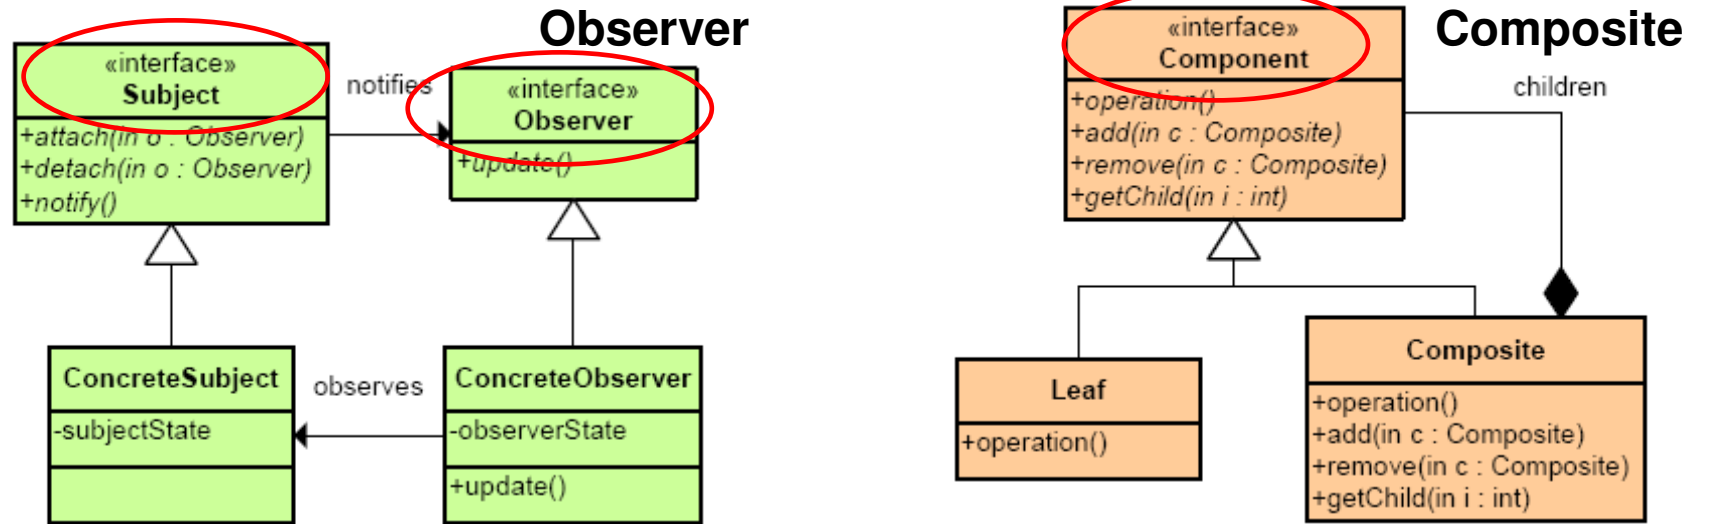 Observer
«interface»
Subject
+attach(in o : Observer)
+detach(in o : Observer)
+notify()
notifies
«interface»
Observer
+update()
ConcreteSubject
-subjectState
observes
ConcreteObserver
-observerState
+update()
Composite
«interface»
Component
+operation()
+add(in c : Composite)
+remove(in c : Composite)
+getChild(in i : int)
children
Leaf
+operation()
Composite
+operation()
+add(in c : Composite)
+remove(in c : Composite)
+getChild(in i : int)